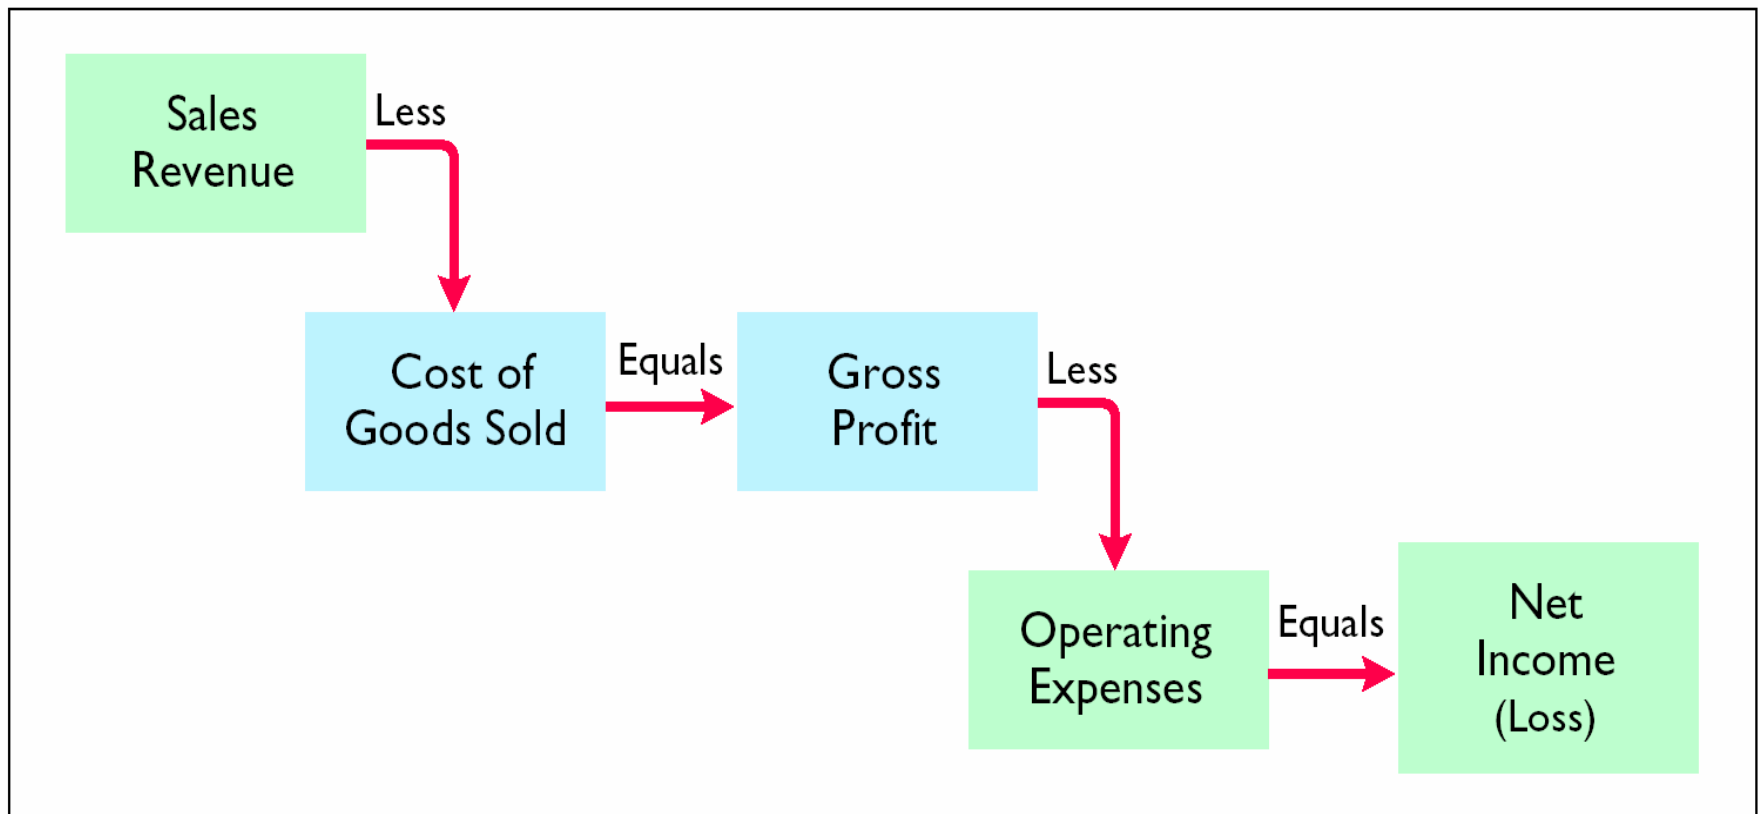 Sales
Revenue
Less
Cost of
Goods Sold
Equals
Gross
Profit
Less
Operating
Expenses
Equals
Net
Income
(Loss)